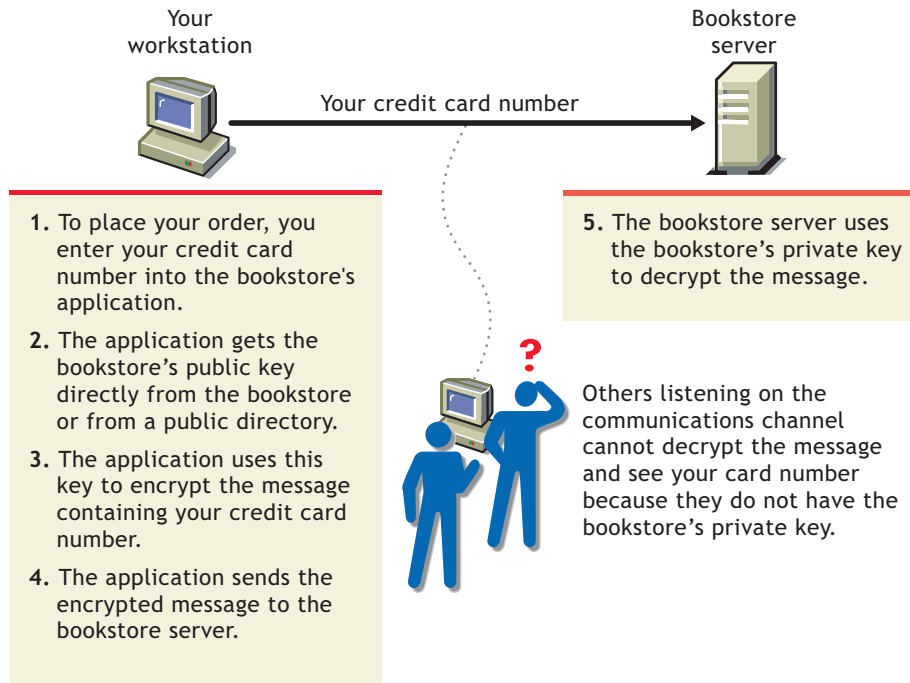 Your
workstation
Bookstore
server
Your credit card number
1. To place your order, you
enter your credit card
number into the bookstore's
application.
2. The application gets the
bookstore’s public key
directly from the bookstore
or from a public directory.
3. The application uses this
key to encrypt the message
containing your credit card
number.
4. The application sends the
encrypted message to the
bookstore server.
5. The bookstore server uses
the bookstore’s private key
to decrypt the message.
?
Others listening on the
communications channel
cannot decrypt the message
and see your card number
because they do not have the
bookstore’s private key.